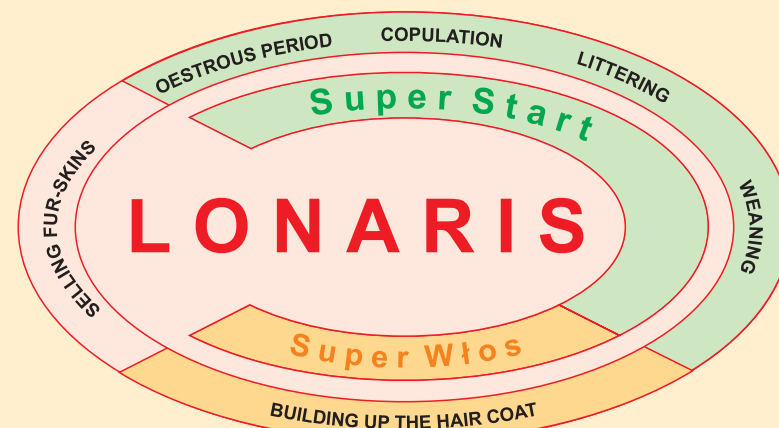 OESTROUS PERIOD
COPULATION
LITTERING
WEANING
BUILDING UP THE HAIR COAT
SELLING FUR-SKINS
Super Start
LONARIS
Super Włos